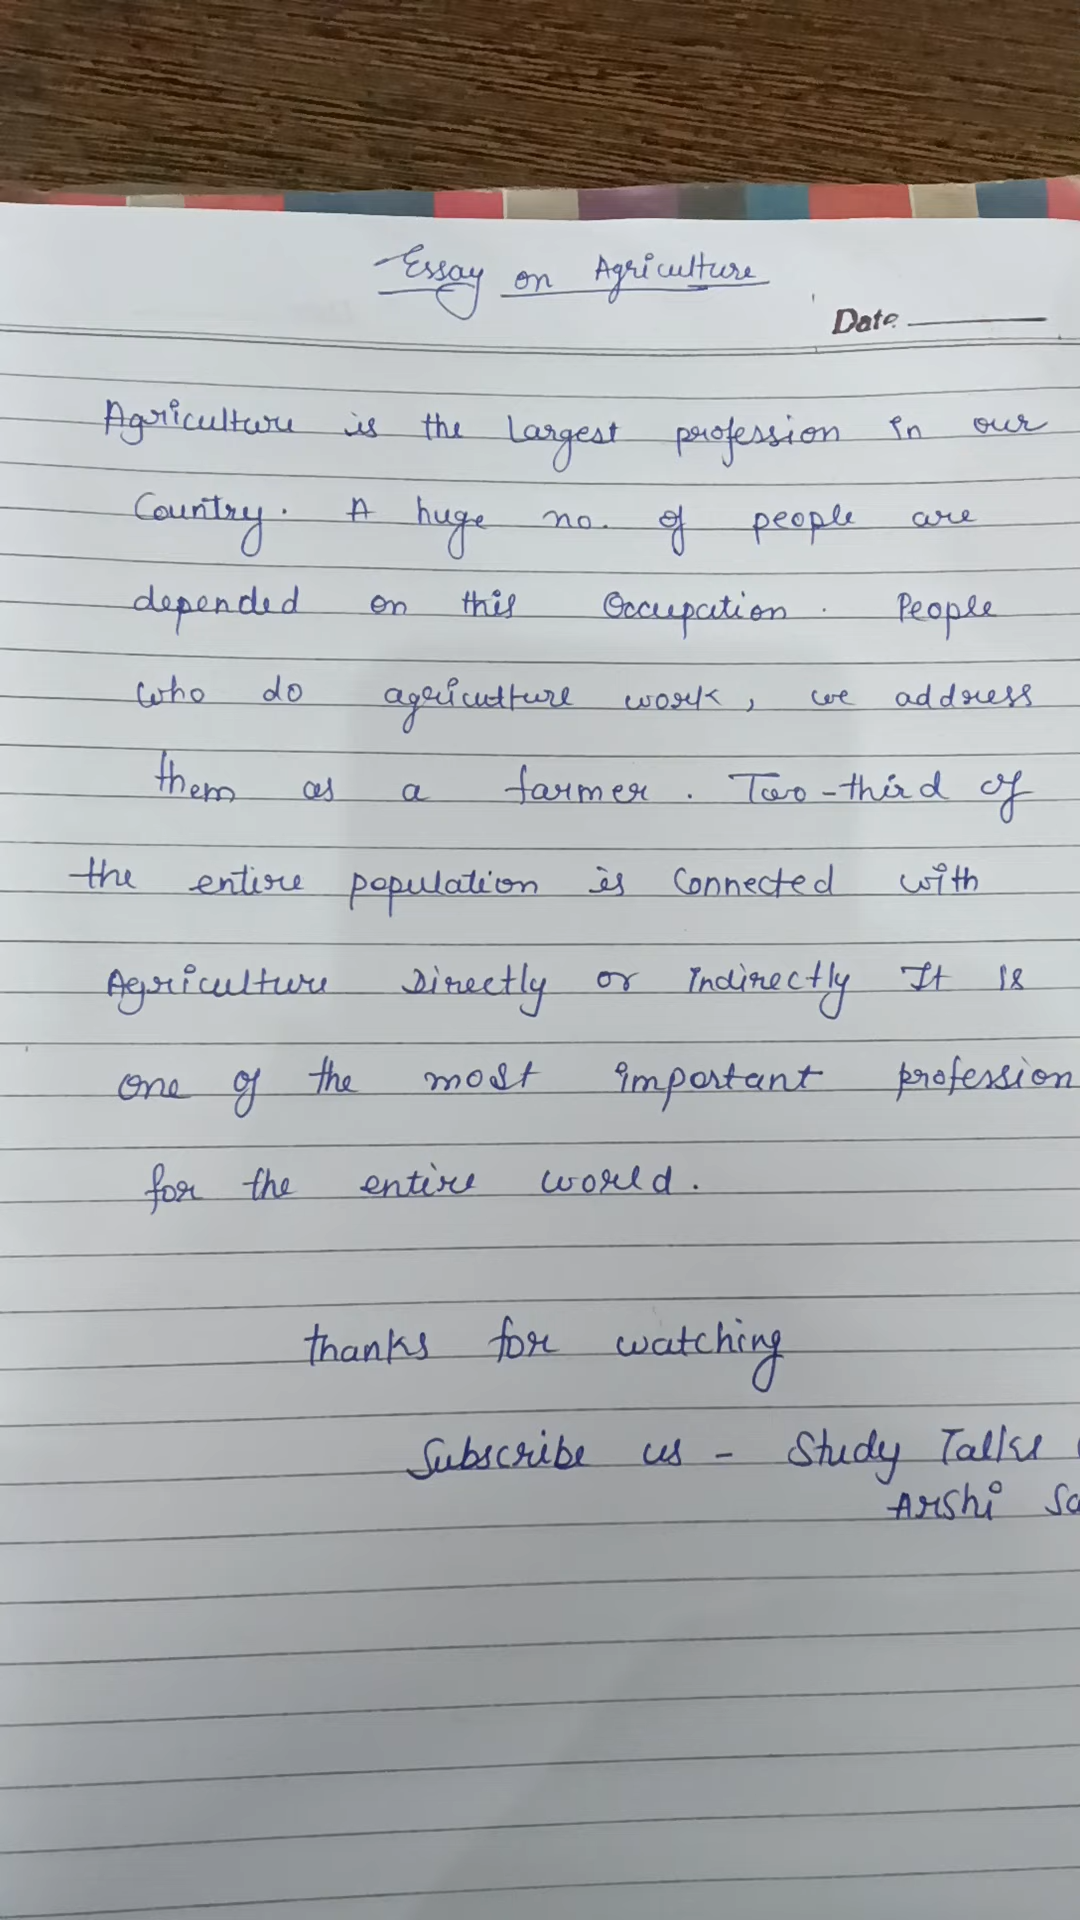 Essay on Agriculture
Date
Agriculture is the largest profession in our
Country. A huge no. of people are
depended on this Occupation. People
who do agriculture work, we address
them as a farmer. Two-third of
the entire population is Connected with
Agriculture Directly or Indirectly It is
one of the most important profession
for the entire world.
thanks for watching
Subscribe us - Study Talks
Arshi